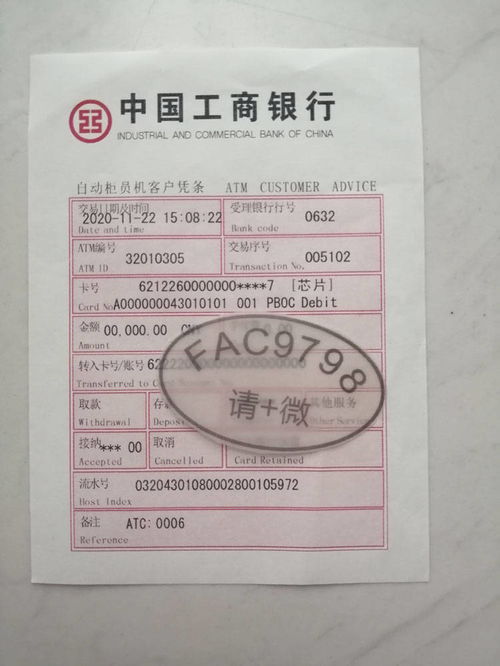 中国工商银行
INDUSTRIAL AND COMMERCIAL BANK OF CHINA
自动柜员机客户凭条 ATM CUSTOMER ADVICE
交易日期及时间 2020-11-22 15:08:22 Date and time
受理银行行号 0632 Bank code
ATM编号 32010305 ATM ID
交易序号 005102 Transaction No.
卡号 6212260000000****7 [芯片]
Card No A000000043010101 001 PBOC Debit
金额 00,000.00
Amount
转入卡号/账号
Transferred to
EAC9798
请+微
取款 Withdrawal
其他服务 Other Service
接纳 *** 00 Accepted
取消 Cancelled
Card Retained
流水号 03204301080002800105972
Host Index
备注 ATC: 0006
Reference